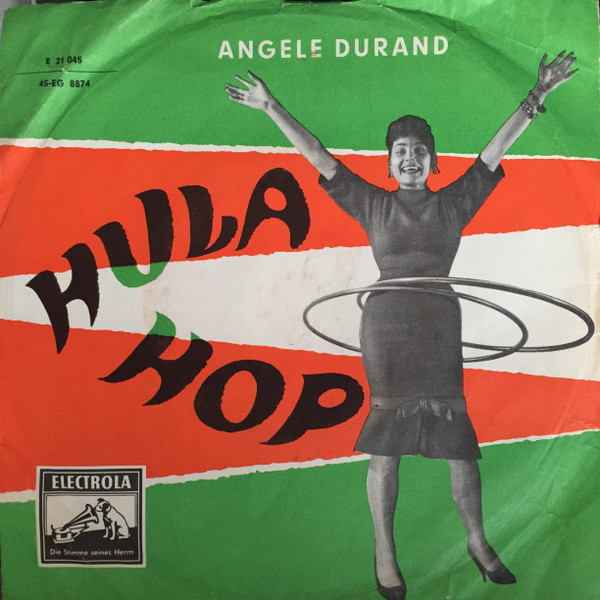 ANGELE DURAND
E 21 045
45-EG 8874
HULA
HOP
ELECTROLA
Die Stimme seines Herrn